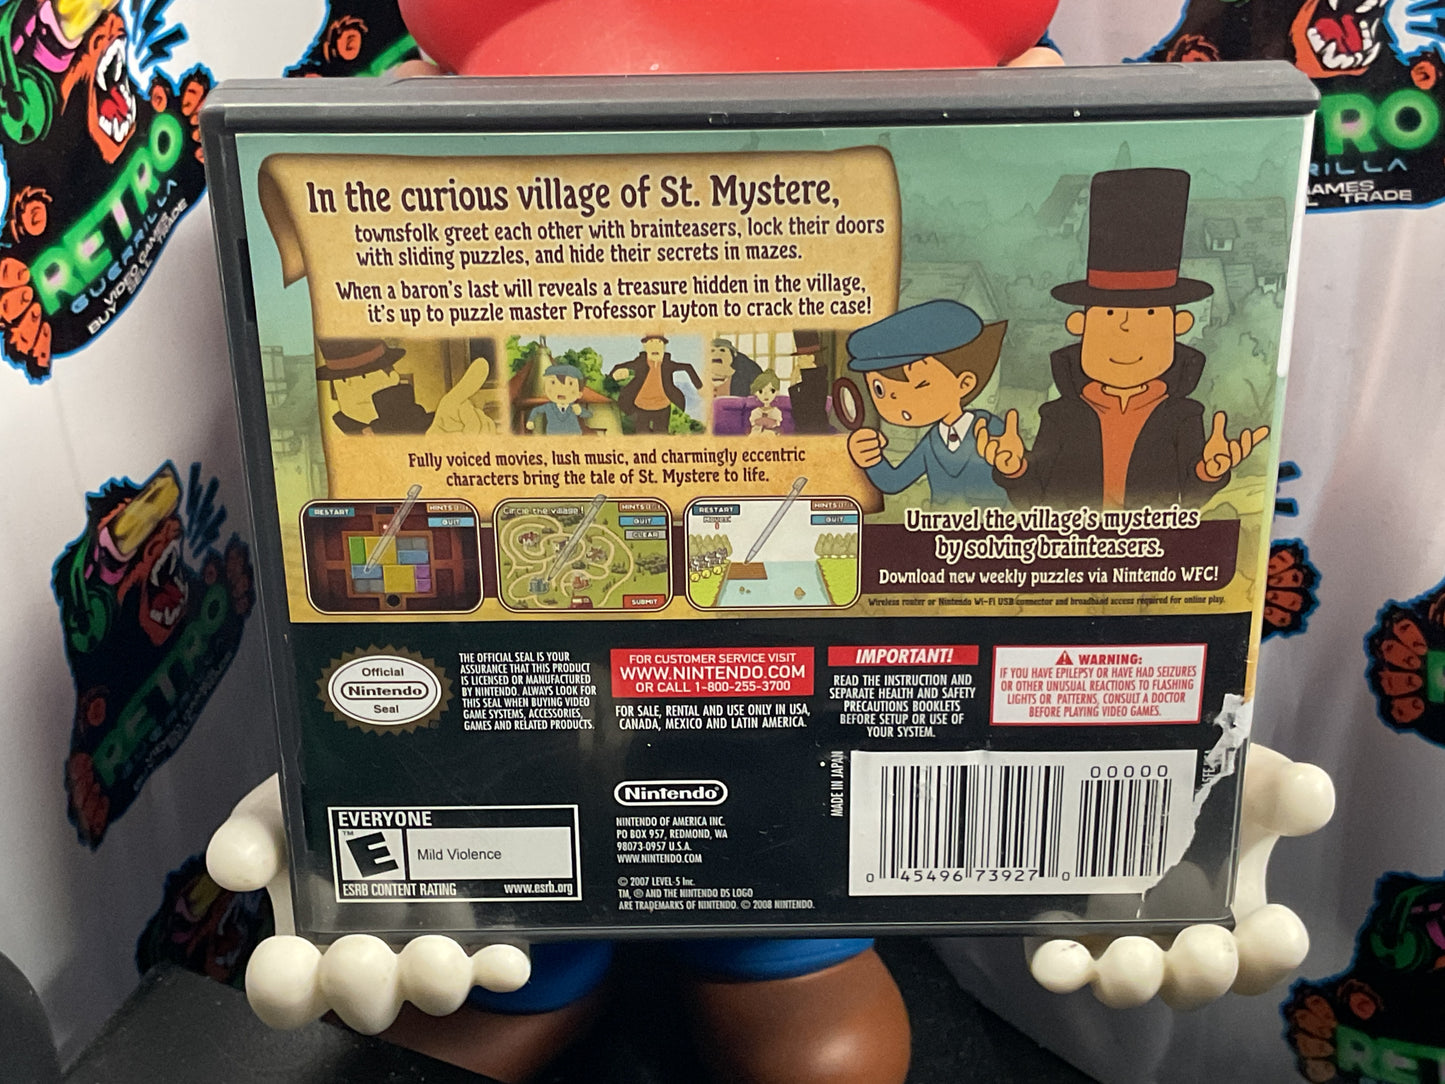 In the curious village of St. Mystere,
townsfolk greet each other with brainteasers, lock their doors
with sliding puzzles, and hide their secrets in mazes.
When a baron's last will reveals a treasure hidden in the village,
it's up to puzzle master Professor Layton to crack the case!
Fully voiced movies, lush music, and charmingly eccentric
characters bring the tale of St. Mystere to life.
RESTART
HINTS
QUIT
Circle the village!
HINTS
QUIT
CLEAR
SUBMIT
RESTART
HINTS
QUIT
Unravel the village's mysteries
by solving brainteasers.
Download new weekly puzzles via Nintendo WFC!
Wireless router or Nintendo Wi-Fi USB connector and broadband access required for online play.
Official
Nintendo
Seal
THE OFFICIAL SEAL IS YOUR
ASSURANCE THAT THIS PRODUCT
IS LICENSED OR MANUFACTURED
BY NINTENDO. ALWAYS LOOK FOR
THIS SEAL WHEN BUYING VIDEO
GAME SYSTEMS, ACCESSORIES,
GAMES AND RELATED PRODUCTS.
FOR CUSTOMER SERVICE VISIT
WWW.NINTENDO.COM
OR CALL 1-800-255-3700
FOR SALE, RENTAL AND USE ONLY IN USA,
CANADA, MEXICO AND LATIN AMERICA.
IMPORTANT!
READ THE INSTRUCTION AND
SEPARATE HEALTH AND SAFETY
PRECAUTIONS BOOKLETS
BEFORE SETUP OR USE OF
YOUR SYSTEM.
WARNING:
IF YOU HAVE EPILEPSY OR HAVE HAD SEIZURES
OR OTHER UNUSUAL REACTIONS TO FLASHING
LIGHTS OR PATTERNS, CONSULT A DOCTOR
BEFORE PLAYING VIDEO GAMES.
EVERYONE
E
TM
Mild Violence
ESRB CONTENT RATING www.esrb.org
Nintendo
NINTENDO OF AMERICA INC.
PO BOX 957, REDMOND, WA
98073-0957 U.S.A.
WWW.NINTENDO.COM
© 2007 LEVEL-5 Inc.
TM, ® AND THE NINTENDO DS LOGO
ARE TRADEMARKS OF NINTENDO. © 2008 NINTENDO.
MADE IN JAPAN
00000
0 45496 73927 0
RETRO
GUERILLA
BUY VIDEO GAMES
TRADE
RETRO
GAMES
TRADE
RETRO